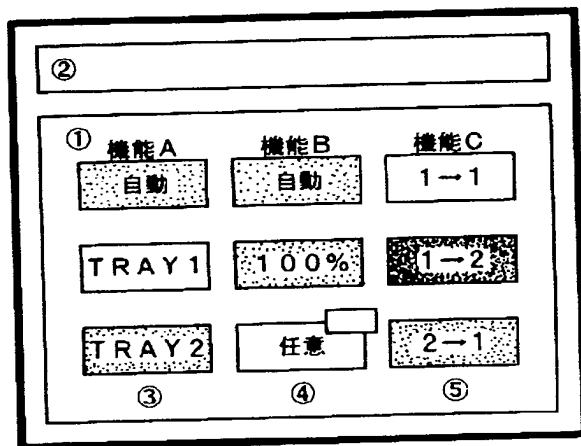 ②
① 機能A 機能B 機能C
自動 自動 1→1
TRAY1 100% 1→2
TRAY2 任意 2→1
③ ④ ⑤